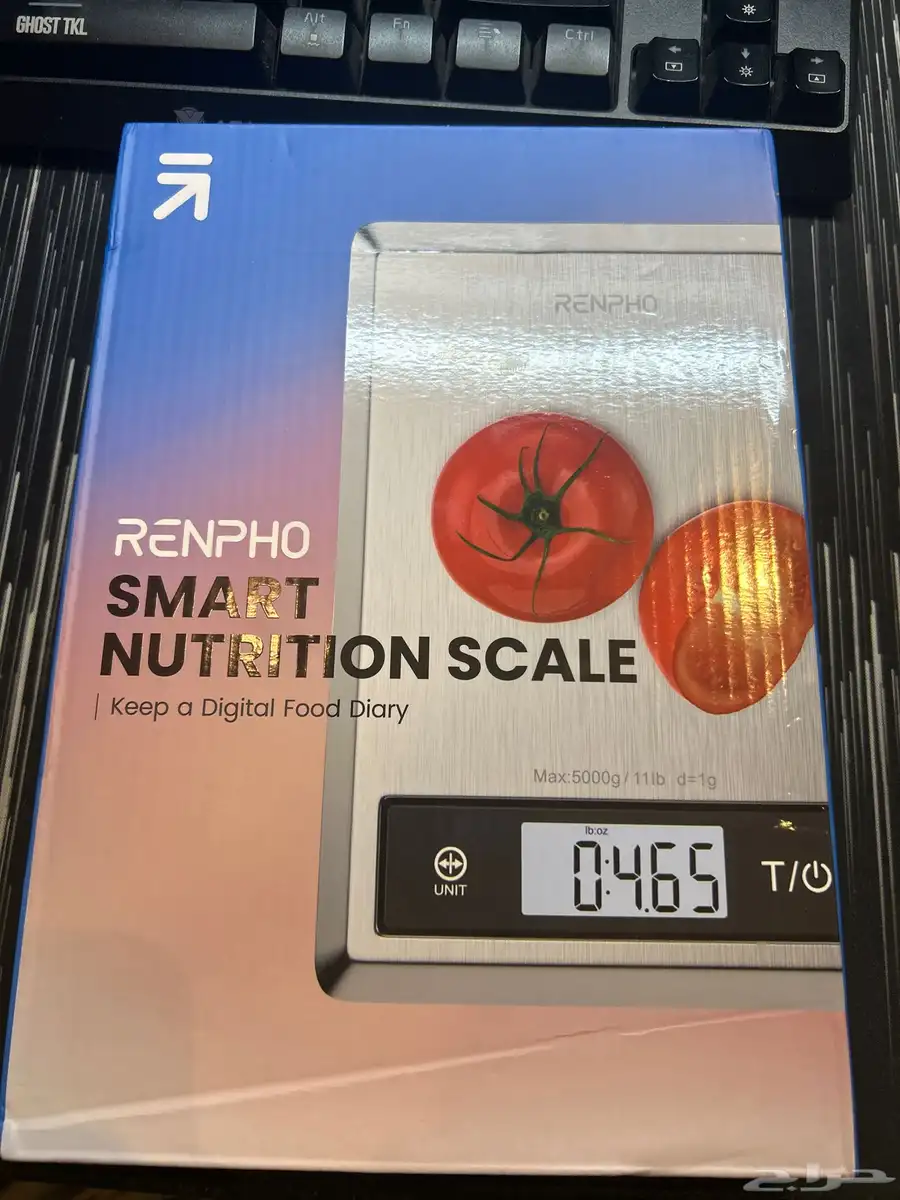 GHOST TKL
Alt
Fn
Ctrl
RENPHO
RENPHO
SMART
NUTRITION SCALE
Keep a Digital Food Diary
Max:5000g / 11lb d=1g
lb:oz
0:4.65
UNIT
T/
حراج